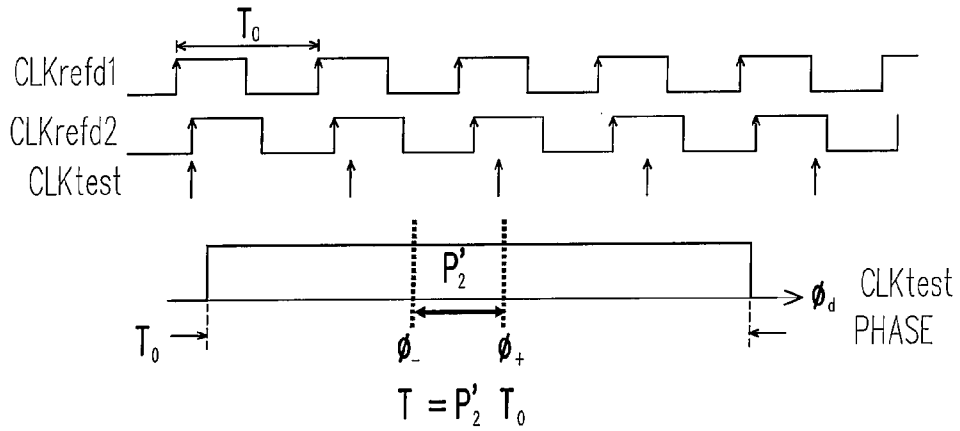 T₀
CLKrefd1
CLKrefd2
CLKtest
P'₂
ϕd
CLKtest
PHASE
T₀
ϕ₋
ϕ₊
T = P'₂ T₀